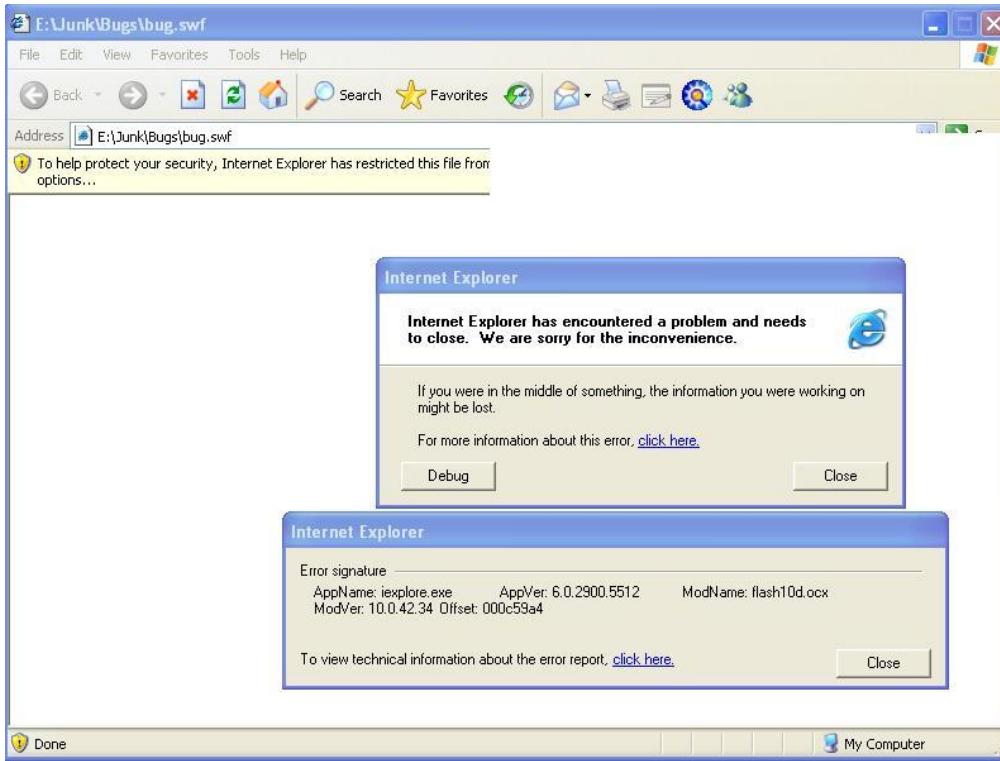 E:\Junk\Bugs\bug.swf
File Edit View Favorites Tools Help
Back Search Favorites
Address E:\Junk\Bugs\bug.swf
To help protect your security, Internet Explorer has restricted this file from
options...
Internet Explorer
Internet Explorer has encountered a problem and needs
to close. We are sorry for the inconvenience.
If you were in the middle of something, the information you were working on
might be lost.
For more information about this error, click here.
Debug Close
Internet Explorer
Error signature
AppName: iexplore.exe AppVer: 6.0.2900.5512 ModName: flash10d.ocx
ModVer: 10.0.42.34 Offset: 000c59a4
To view technical information about the error report, click here.
Close
Done My Computer